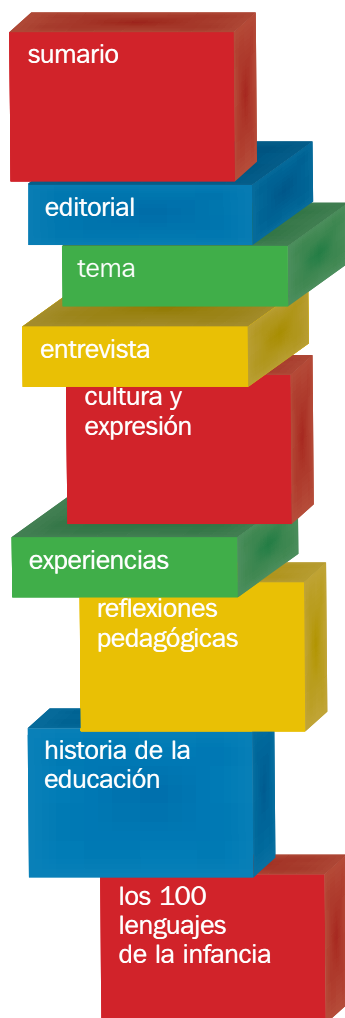 sumario
editorial
tema
entrevista
cultura y
expresión
experiencias
reflexiones
pedagógicas
historia de la
educación
los 100
lenguajes
de la infancia